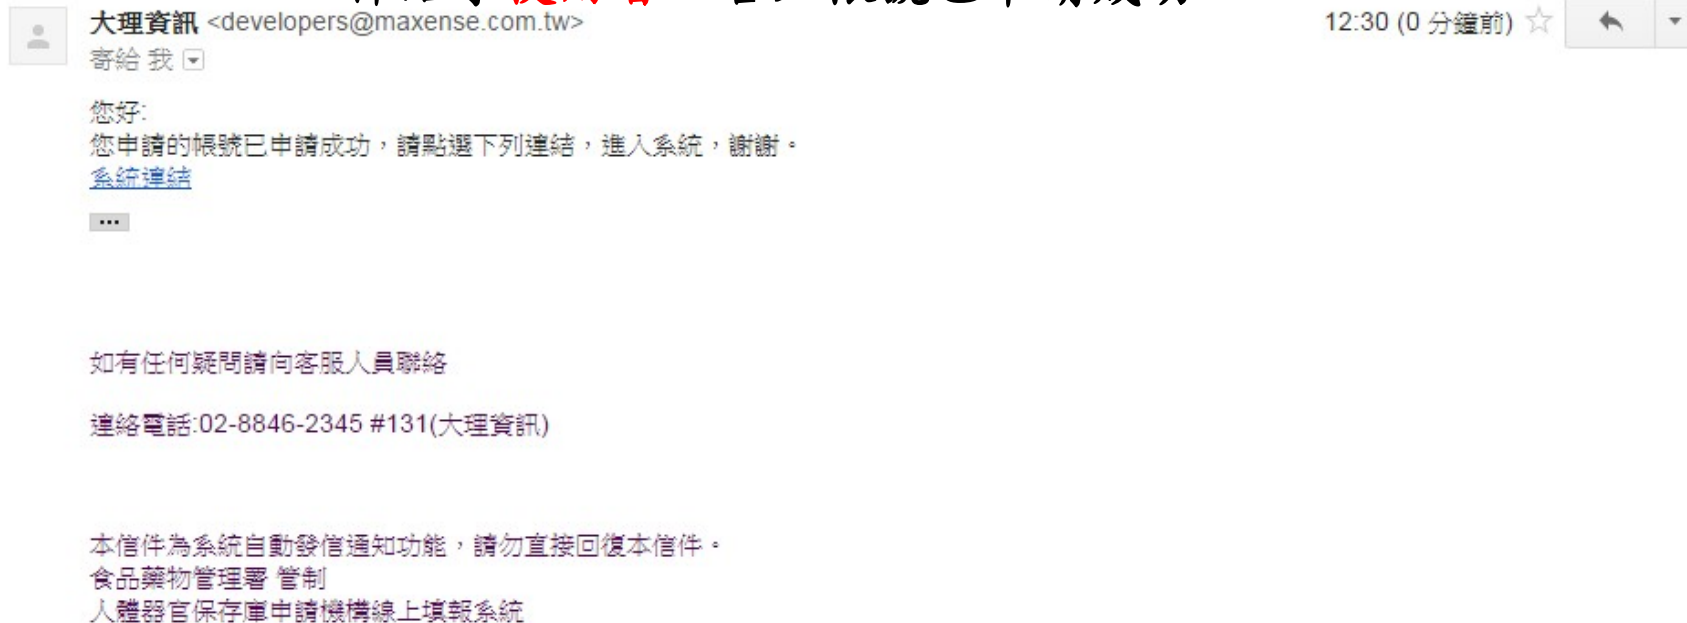 大理資訊 <developers@maxense.com.tw>
12:30 (0 分鐘前)
寄給 我
您好:
您申請的帳號已申請成功，請點選下列連結，進入系統，謝謝。
系統連結
如有任何疑問請向客服人員聯絡
連絡電話:02-8846-2345 #131(大理資訊)
本信件為系統自動發信通知功能，請勿直接回復本信件。
食品藥物管理署 管制
人體器官保存庫申請機構線上填報系統